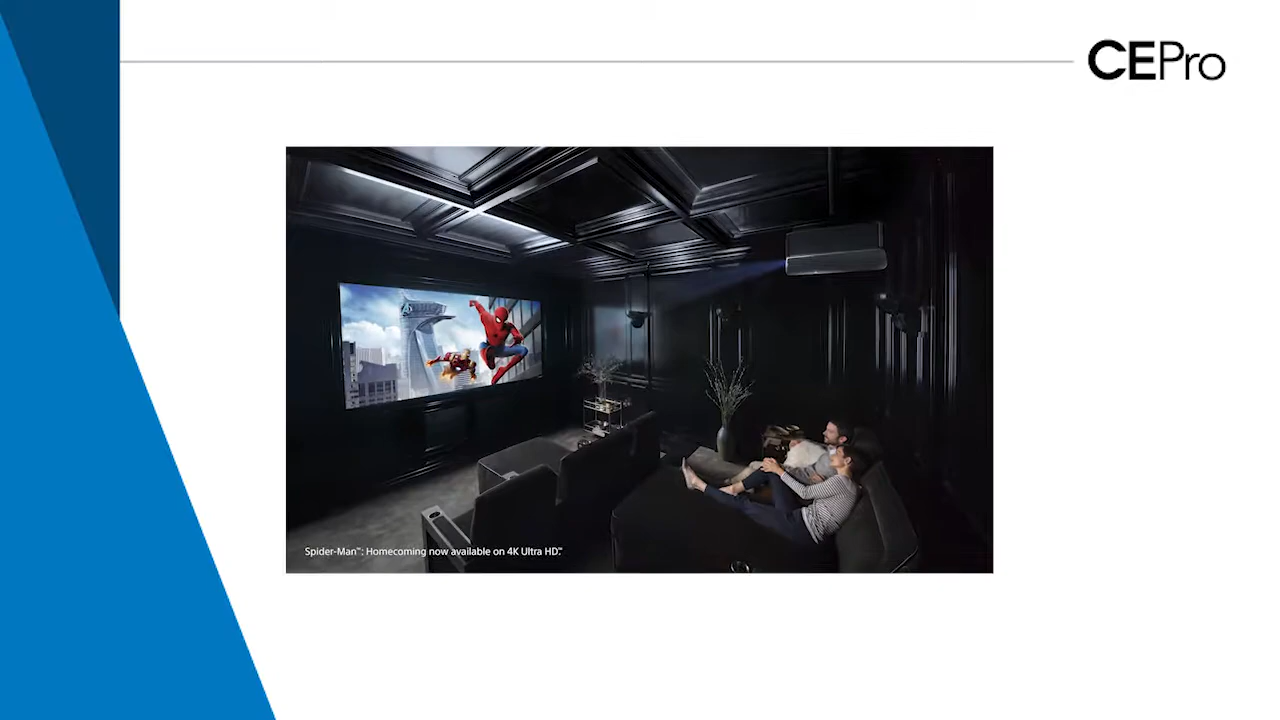 CEPro
Spider-Man™: Homecoming now available on 4K Ultra HD™